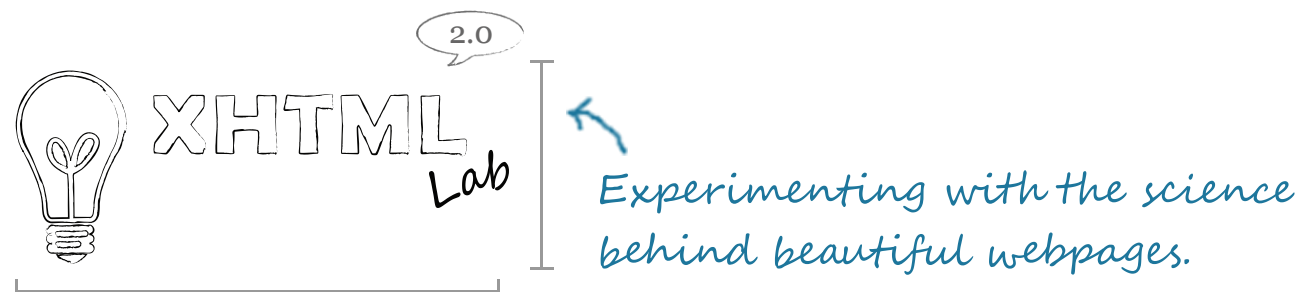 2.0
XHTML
Lab
Experimenting with the science
behind beautiful webpages.